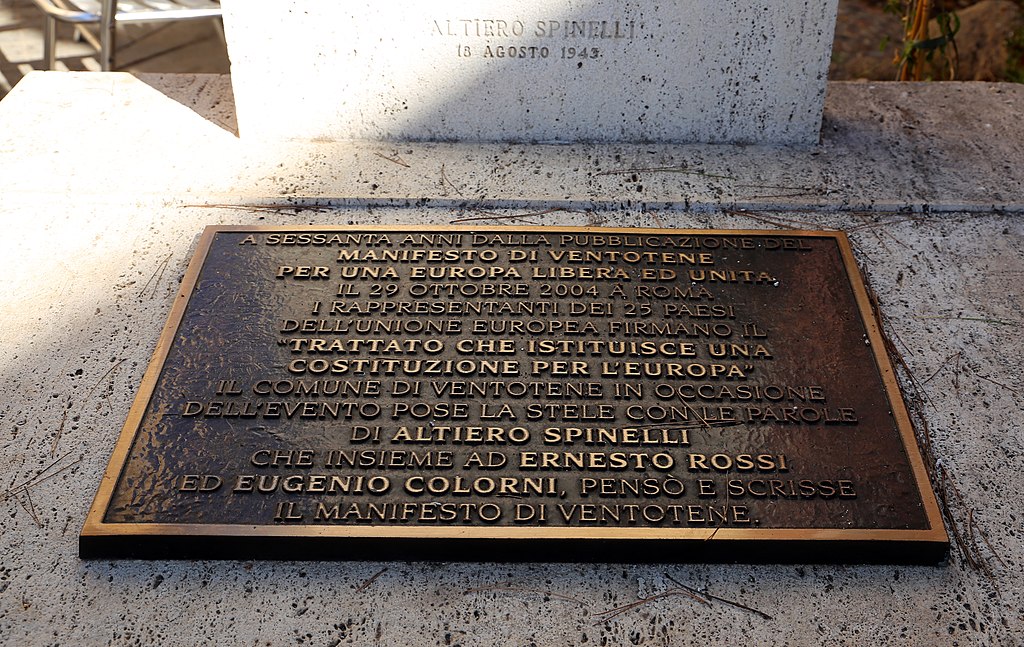 ALTIERO SPINELLI
18 AGOSTO 1943.
A SESSANTA ANNI DALLA PUBBLICAZIONE DEL
MANIFESTO DI VENTOTENE
PER UNA EUROPA LIBERA ED UNITA
IL 29 OTTOBRE 2004 A ROMA
I RAPPRESENTANTI DEI 25 PAESI
DELL'UNIONE EUROPEA FIRMANO IL
"TRATTATO CHE ISTITUISCE UNA
COSTITUZIONE PER L'EUROPA"
IL COMUNE DI VENTOTENE IN OCCASIONE
DELL'EVENTO POSE LA STELE CON LE PAROLE
DI ALTIERO SPINELLI
CHE INSIEME AD ERNESTO ROSSI
ED EUGENIO COLORNI, PENSÒ E SCRISSE
IL MANIFESTO DI VENTOTENE.